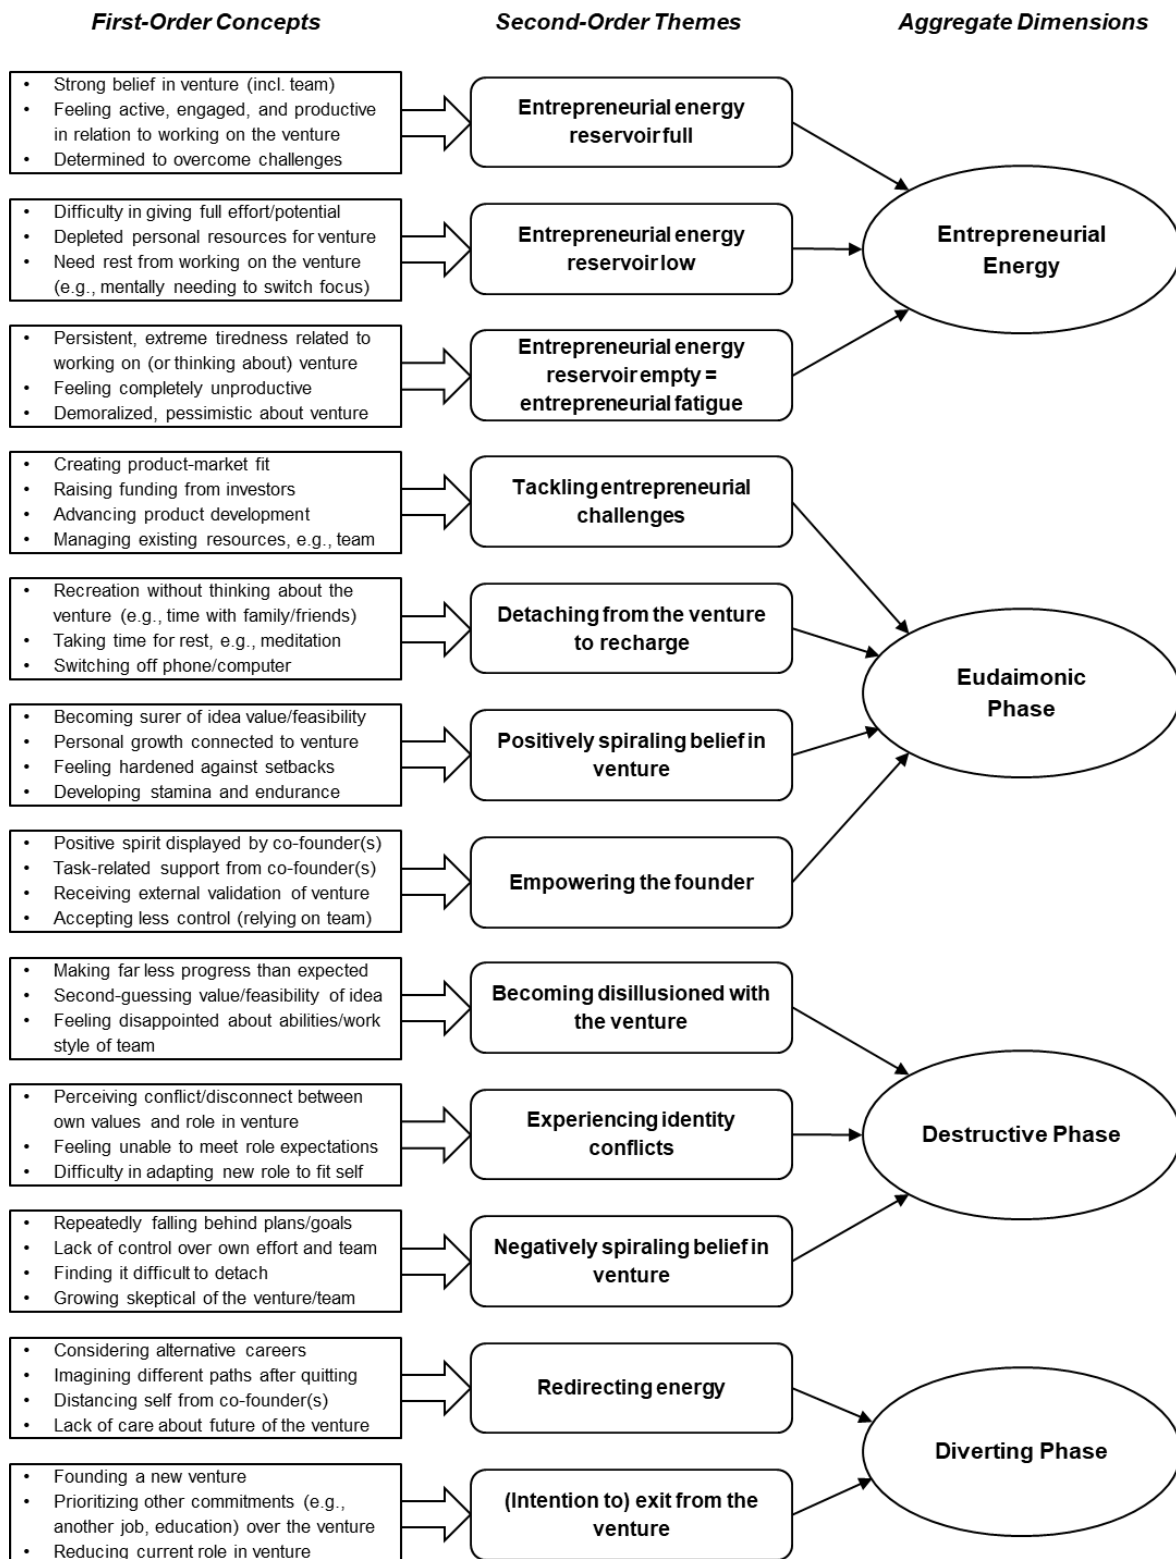 First-Order Concepts
Second-Order Themes
Aggregate Dimensions
• Strong belief in venture (incl. team)
• Feeling active, engaged, and productive
in relation to working on the venture
• Determined to overcome challenges
Entrepreneurial energy
reservoir full
• Difficulty in giving full effort/potential
• Depleted personal resources for venture
• Need rest from working on the venture
(e.g., mentally needing to switch focus)
Entrepreneurial energy
reservoir low
• Persistent, extreme tiredness related to
working on (or thinking about) venture
• Feeling completely unproductive
• Demoralized, pessimistic about venture
Entrepreneurial energy
reservoir empty =
entrepreneurial fatigue
Entrepreneurial
Energy
• Creating product-market fit
• Raising funding from investors
• Advancing product development
• Managing existing resources, e.g., team
Tackling entrepreneurial
challenges
• Recreation without thinking about the
venture (e.g., time with family/friends)
• Taking time for rest, e.g., meditation
• Switching off phone/computer
Detaching from the venture
to recharge
• Becoming surer of idea value/feasibility
• Personal growth connected to venture
• Feeling hardened against setbacks
• Developing stamina and endurance
Positively spiraling belief in
venture
• Positive spirit displayed by co-founder(s)
• Task-related support from co-founder(s)
• Receiving external validation of venture
• Accepting less control (relying on team)
Empowering the founder
Eudaimonic
Phase
• Making far less progress than expected
• Second-guessing value/feasibility of idea
• Feeling disappointed about abilities/work
style of team
Becoming disillusioned with
the venture
• Perceiving conflict/disconnect between
own values and role in venture
• Feeling unable to meet role expectations
• Difficulty in adapting new role to fit self
Experiencing identity
conflicts
• Repeatedly falling behind plans/goals
• Lack of control over own effort and team
• Finding it difficult to detach
• Growing skeptical of the venture/team
Negatively spiraling belief in
venture
Destructive Phase
• Considering alternative careers
• Imagining different paths after quitting
• Distancing self from co-founder(s)
• Lack of care about future of the venture
Redirecting energy
• Founding a new venture
• Prioritizing other commitments (e.g.,
another job, education) over the venture
• Reducing current role in venture
(Intention to) exit from the
venture
Diverting Phase